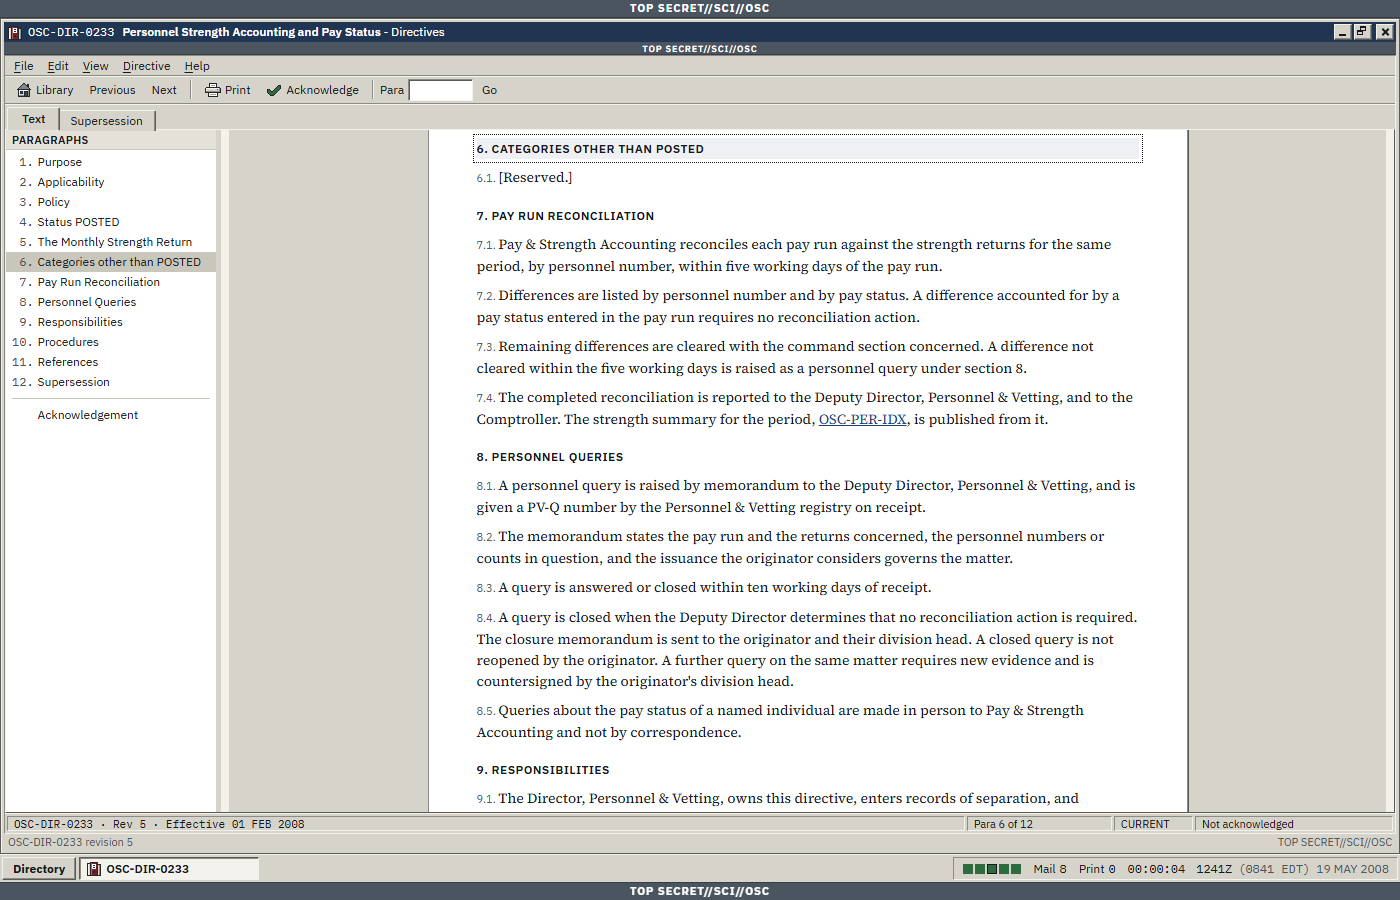 TOP SECRET//SCI//OSC
OSC-DIR-0233 Personnel Strength Accounting and Pay Status - Directives
TOP SECRET//SCI//OSC
File Edit View Directive Help
Library Previous Next Print Acknowledge Para Go
Text Supersession
PARAGRAPHS
1. Purpose
2. Applicability
3. Policy
4. Status POSTED
5. The Monthly Strength Return
6. Categories other than POSTED
7. Pay Run Reconciliation
8. Personnel Queries
9. Responsibilities
10. Procedures
11. References
12. Supersession
Acknowledgement
6. CATEGORIES OTHER THAN POSTED
6.1. [Reserved.]
7. PAY RUN RECONCILIATION
7.1. Pay & Strength Accounting reconciles each pay run against the strength returns for the same
period, by personnel number, within five working days of the pay run.
7.2. Differences are listed by personnel number and by pay status. A difference accounted for by a
pay status entered in the pay run requires no reconciliation action.
7.3. Remaining differences are cleared with the command section concerned. A difference not
cleared within the five working days is raised as a personnel query under section 8.
7.4. The completed reconciliation is reported to the Deputy Director, Personnel & Vetting, and to the
Comptroller. The strength summary for the period, OSC-PER-IDX, is published from it.
8. PERSONNEL QUERIES
8.1. A personnel query is raised by memorandum to the Deputy Director, Personnel & Vetting, and is
given a PV-Q number by the Personnel & Vetting registry on receipt.
8.2. The memorandum states the pay run and the returns concerned, the personnel numbers or
counts in question, and the issuance the originator considers governs the matter.
8.3. A query is answered or closed within ten working days of receipt.
8.4. A query is closed when the Deputy Director determines that no reconciliation action is required.
The closure memorandum is sent to the originator and their division head. A closed query is not
reopened by the originator. A further query on the same matter requires new evidence and is
countersigned by the originator's division head.
8.5. Queries about the pay status of a named individual are made in person to Pay & Strength
Accounting and not by correspondence.
9. RESPONSIBILITIES
9.1. The Director, Personnel & Vetting, owns this directive, enters records of separation, and
OSC-DIR-0233 · Rev 5 · Effective 01 FEB 2008 Para 6 of 12 CURRENT Not acknowledged
OSC-DIR-0233 revision 5 TOP SECRET//SCI//OSC
Directory OSC-DIR-0233 Mail 8 Print 0 00:00:04 1241Z (0841 EDT) 19 MAY 2008
TOP SECRET//SCI//OSC